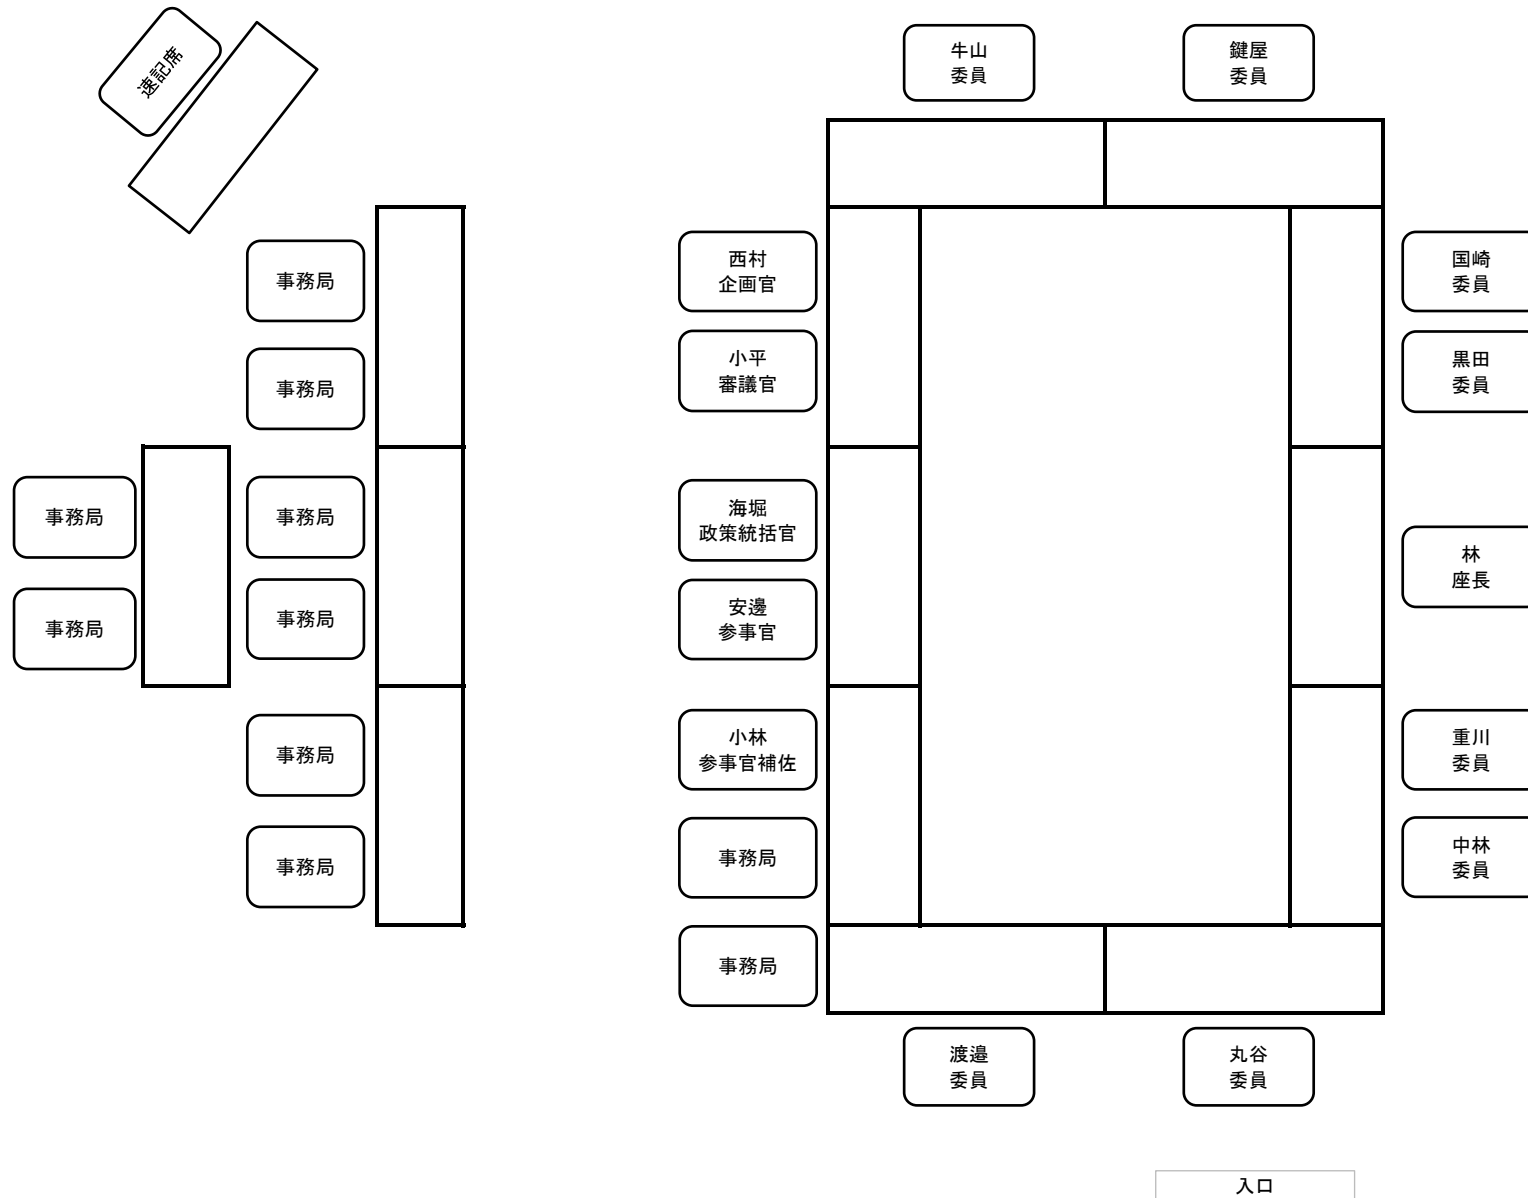 速記席
牛山
委員
鍵屋
委員
事務局
事務局
事務局
事務局
事務局
事務局
事務局
事務局
西村
企画官
小平
審議官
海堀
政策統括官
安邊
参事官
小林
参事官補佐
事務局
事務局
国崎
委員
黒田
委員
林
座長
重川
委員
中林
委員
渡邉
委員
丸谷
委員
入口